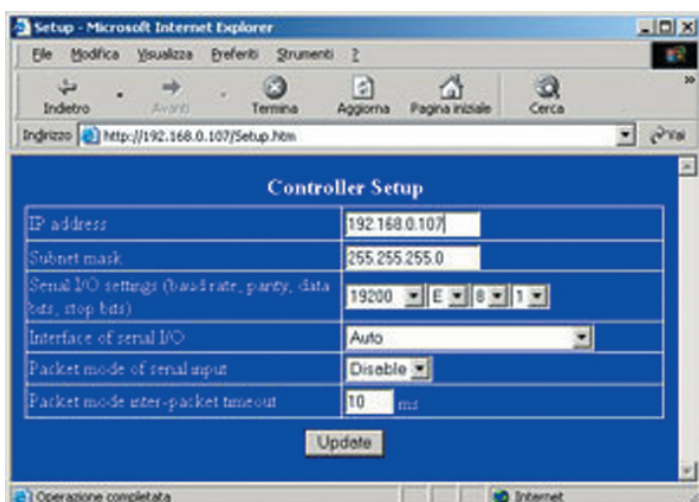 Setup - Microsoft Internet Explorer
File Modifica Visualizza Preferiti Strumenti ?
Indietro Avanti Termina Aggiorna Pagina iniziale Cerca »
Indirizzo http://192.168.0.107/Setup.htm Vai
Controller Setup
IP address 192.168.0.107
Subnet mask 255.255.255.0
Serial I/O settings (baud rate, parity, data
bits, stop bits) 19200 E 8 1
Interface of serial I/O Auto
Packet mode of serial input Disable
Packet mode inter-packet timeout 10 ms
Update
Operazione completata Internet